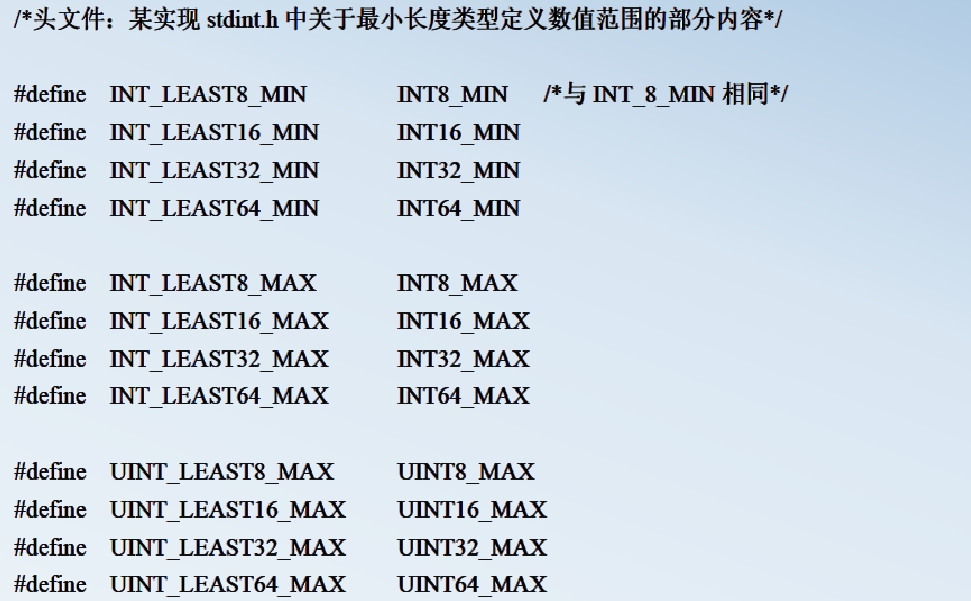 /*头文件：某实现 stdint.h 中关于最小长度类型定义数值范围的部分内容*/
#define INT_LEAST8_MIN INT8_MIN /*与 INT_8_MIN 相同*/
#define INT_LEAST16_MIN INT16_MIN
#define INT_LEAST32_MIN INT32_MIN
#define INT_LEAST64_MIN INT64_MIN
#define INT_LEAST8_MAX INT8_MAX
#define INT_LEAST16_MAX INT16_MAX
#define INT_LEAST32_MAX INT32_MAX
#define INT_LEAST64_MAX INT64_MAX
#define UINT_LEAST8_MAX UINT8_MAX
#define UINT_LEAST16_MAX UINT16_MAX
#define UINT_LEAST32_MAX UINT32_MAX
#define UINT_LEAST64_MAX UINT64_MAX